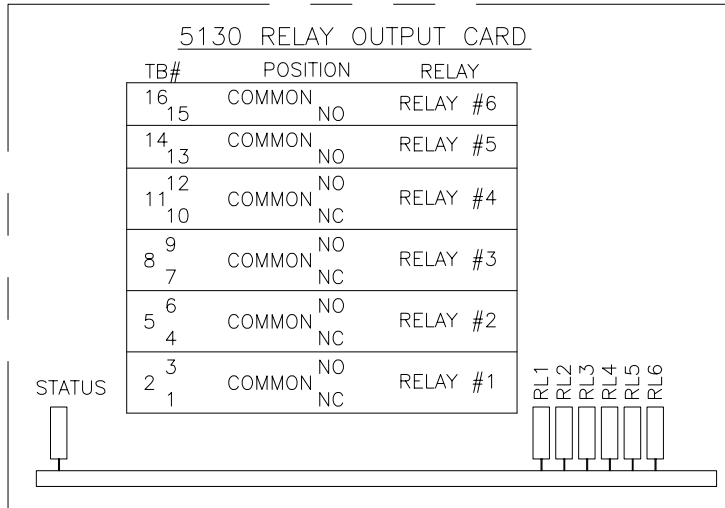 5130 RELAY OUTPUT CARD
TB# POSITION RELAY
16 COMMON RELAY #6
15 NO
14 COMMON RELAY #5
13 NO
12 NO
11 COMMON RELAY #4
10 NC
9 NO
8 COMMON RELAY #3
7 NC
6 NO
5 COMMON RELAY #2
4 NC
3 NO
2 COMMON RELAY #1
1 NC
STATUS
RL1
RL2
RL3
RL4
RL5
RL6